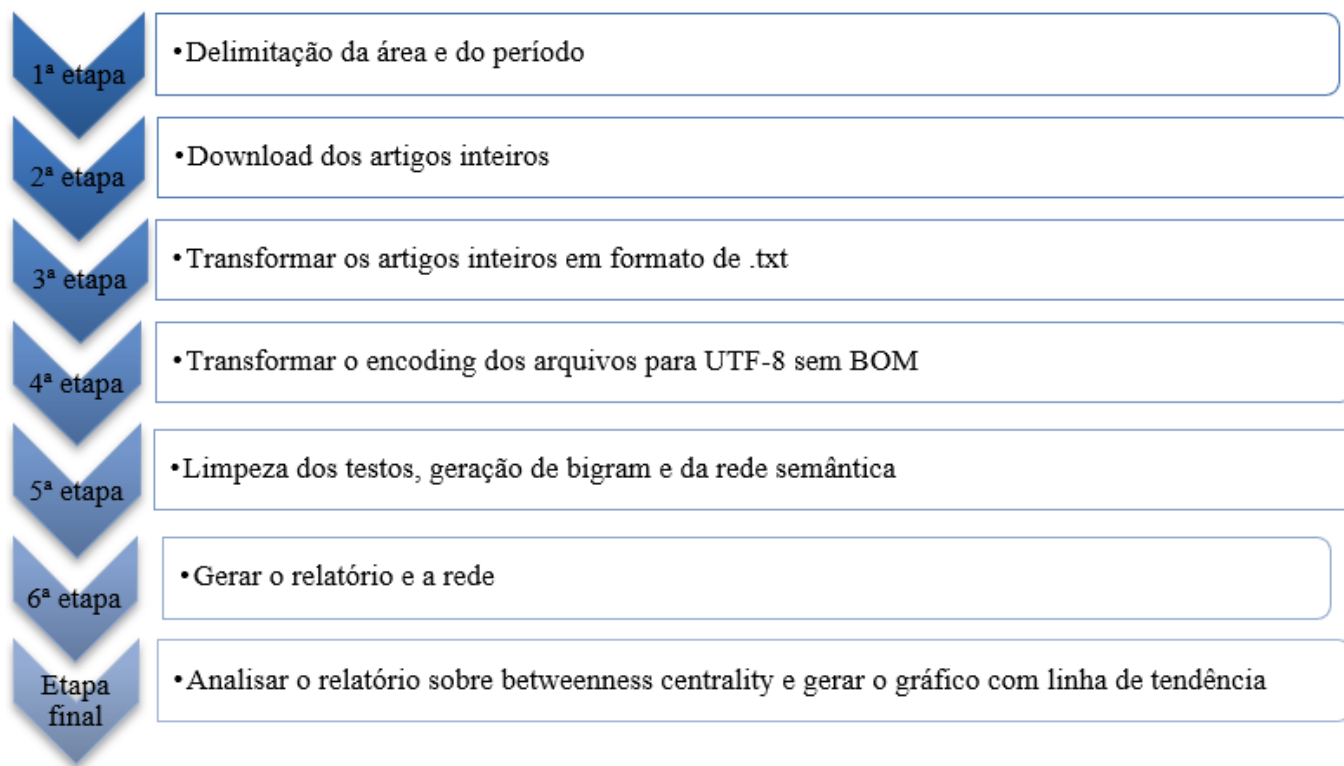 1ª etapa
•Delimitação da área e do período
2ª etapa
•Download dos artigos inteiros
3ª etapa
•Transformar os artigos inteiros em formato de .txt
4ª etapa
•Transformar o encoding dos arquivos para UTF-8 sem BOM
5ª etapa
•Limpeza dos testos, geração de bigram e da rede semântica
6ª etapa
•Gerar o relatório e a rede
Etapa
final
•Analisar o relatório sobre betweenness centrality e gerar o gráfico com linha de tendência